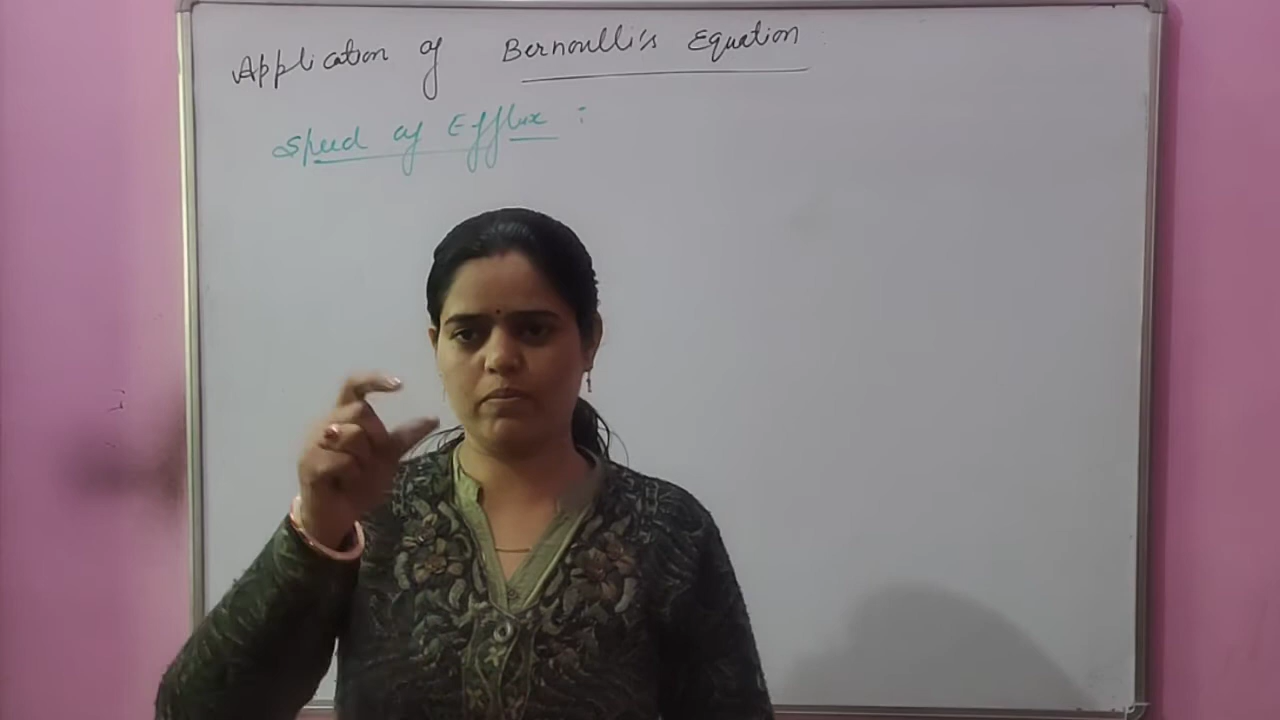 Application of Bernoulli's Equation
Speed of Efflux :